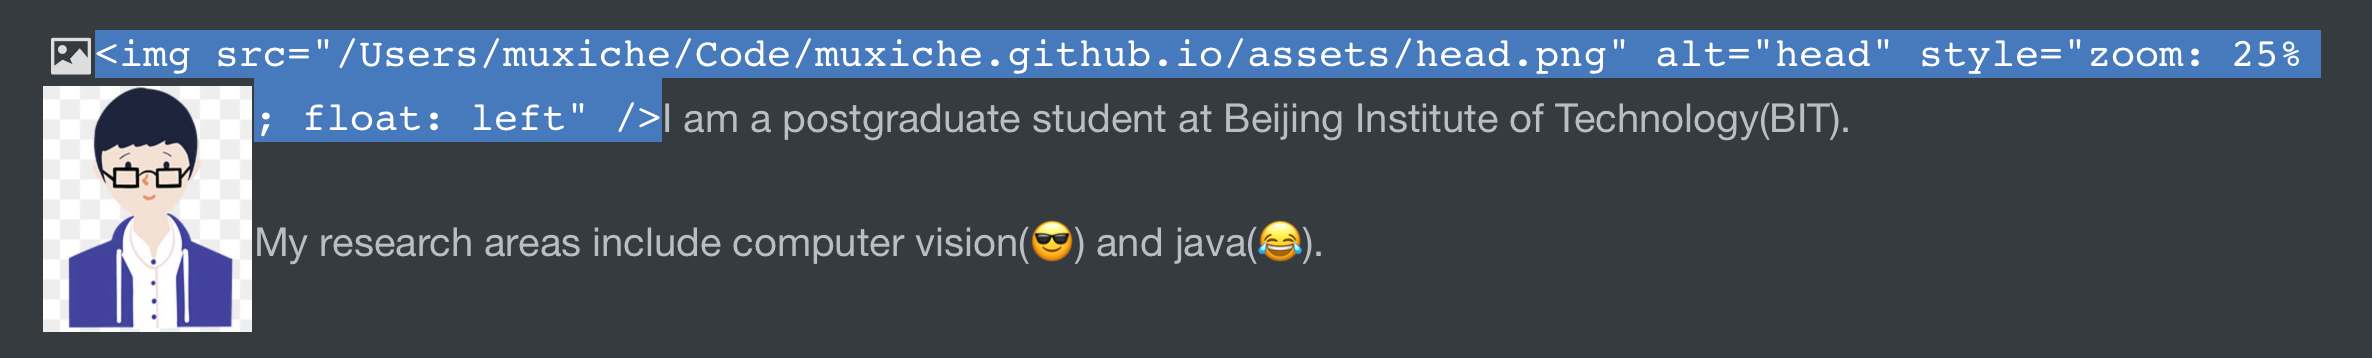 <img src="/Users/muxiche/Code/muxiche.github.io/assets/head.png" alt="head" style="zoom: 25%
; float: left" />I am a postgraduate student at Beijing Institute of Technology(BIT).
My research areas include computer vision(😎) and java(😂).